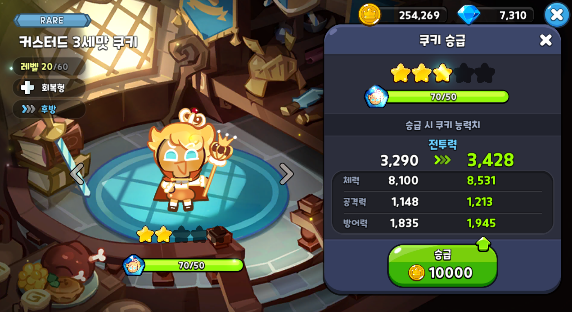 RARE
커스터드 3세맛 쿠키
레벨 20/60
회복형
후방
70/50
254,269
7,310
쿠키 승급
70/50
승급 시 쿠키 능력치
전투력
3,290 3,428
체력 8,100 8,531
공격력 1,148 1,213
방어력 1,835 1,945
승급
10000